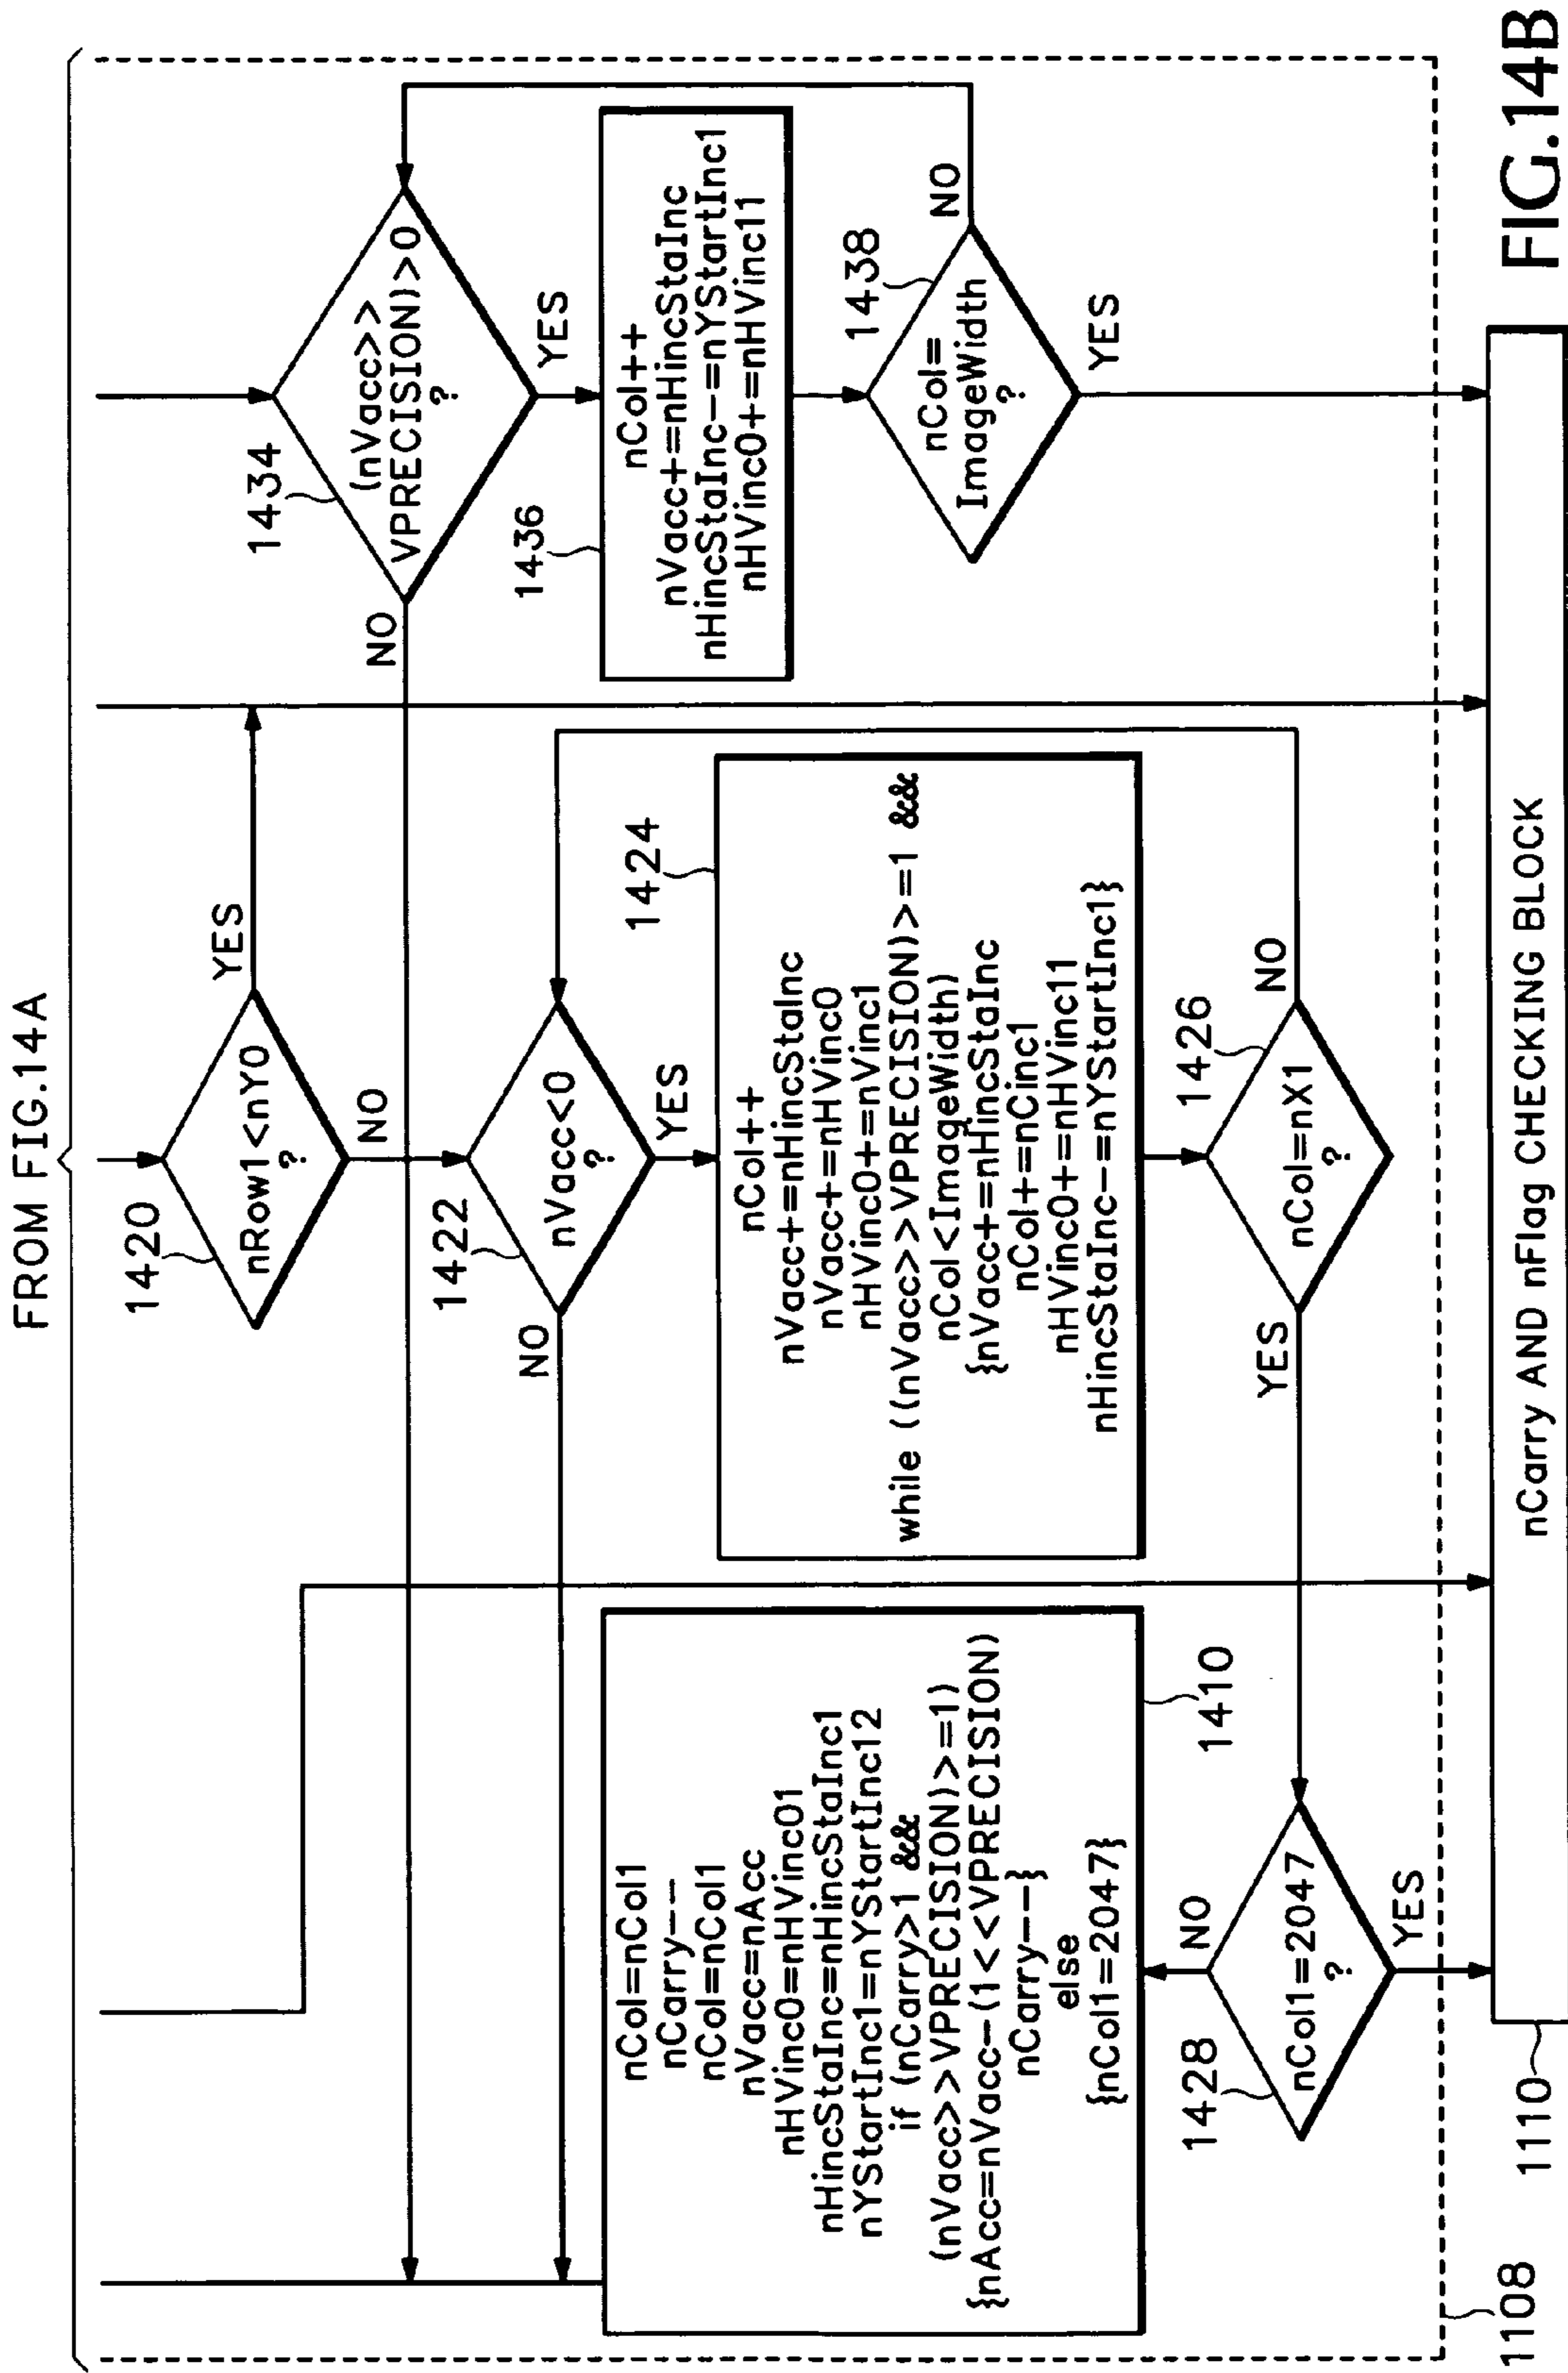 FROM FIG.14A
1420
nRow1<nY0
?
YES
NO
1434
(nVacc>>
VPRECISION)>0
?
NO
YES
1422
nVacc<0
?
NO
YES
1436
nCol++
nVacc+=nHincStaInc
nHincStaInc-=nYStartInc1
nHVinc0+=nHVinc11
1438
nCol=
ImageWidth
?
NO
YES
1424
nCol++
nVacc+=nHincStaInc
nVacc+=nHVinc0
nHVinc0+=nVinc1
while ((nVacc>>VPRECISION)>=1 &&
nCol<ImageWidth)
{nVacc+=nHincStaInc
nCol+=nCinc1
nHVinc0+=nHVinc11
nHincStaInc-=nYStartInc1}
1426
nCol=nX1
?
NO
YES
nCol=nCol1
nCarry--
nCol=nCol1
nVacc=nAcc
nHVinc0=nHVinc01
nHincStaInc=nHincStaInc1
nYStartInc1=nYStartInc12
if (nCarry>1 &&
(nVacc>>VPRECISION)>=1)
{nAcc=nVacc-(1<<VPRECISION)
nCarry--}
else
{nCol1=2047}
1410
1428
nCol1=2047
?
NO
YES
1108
1110
nCarry AND nFlag CHECKING BLOCK
FIG.14B